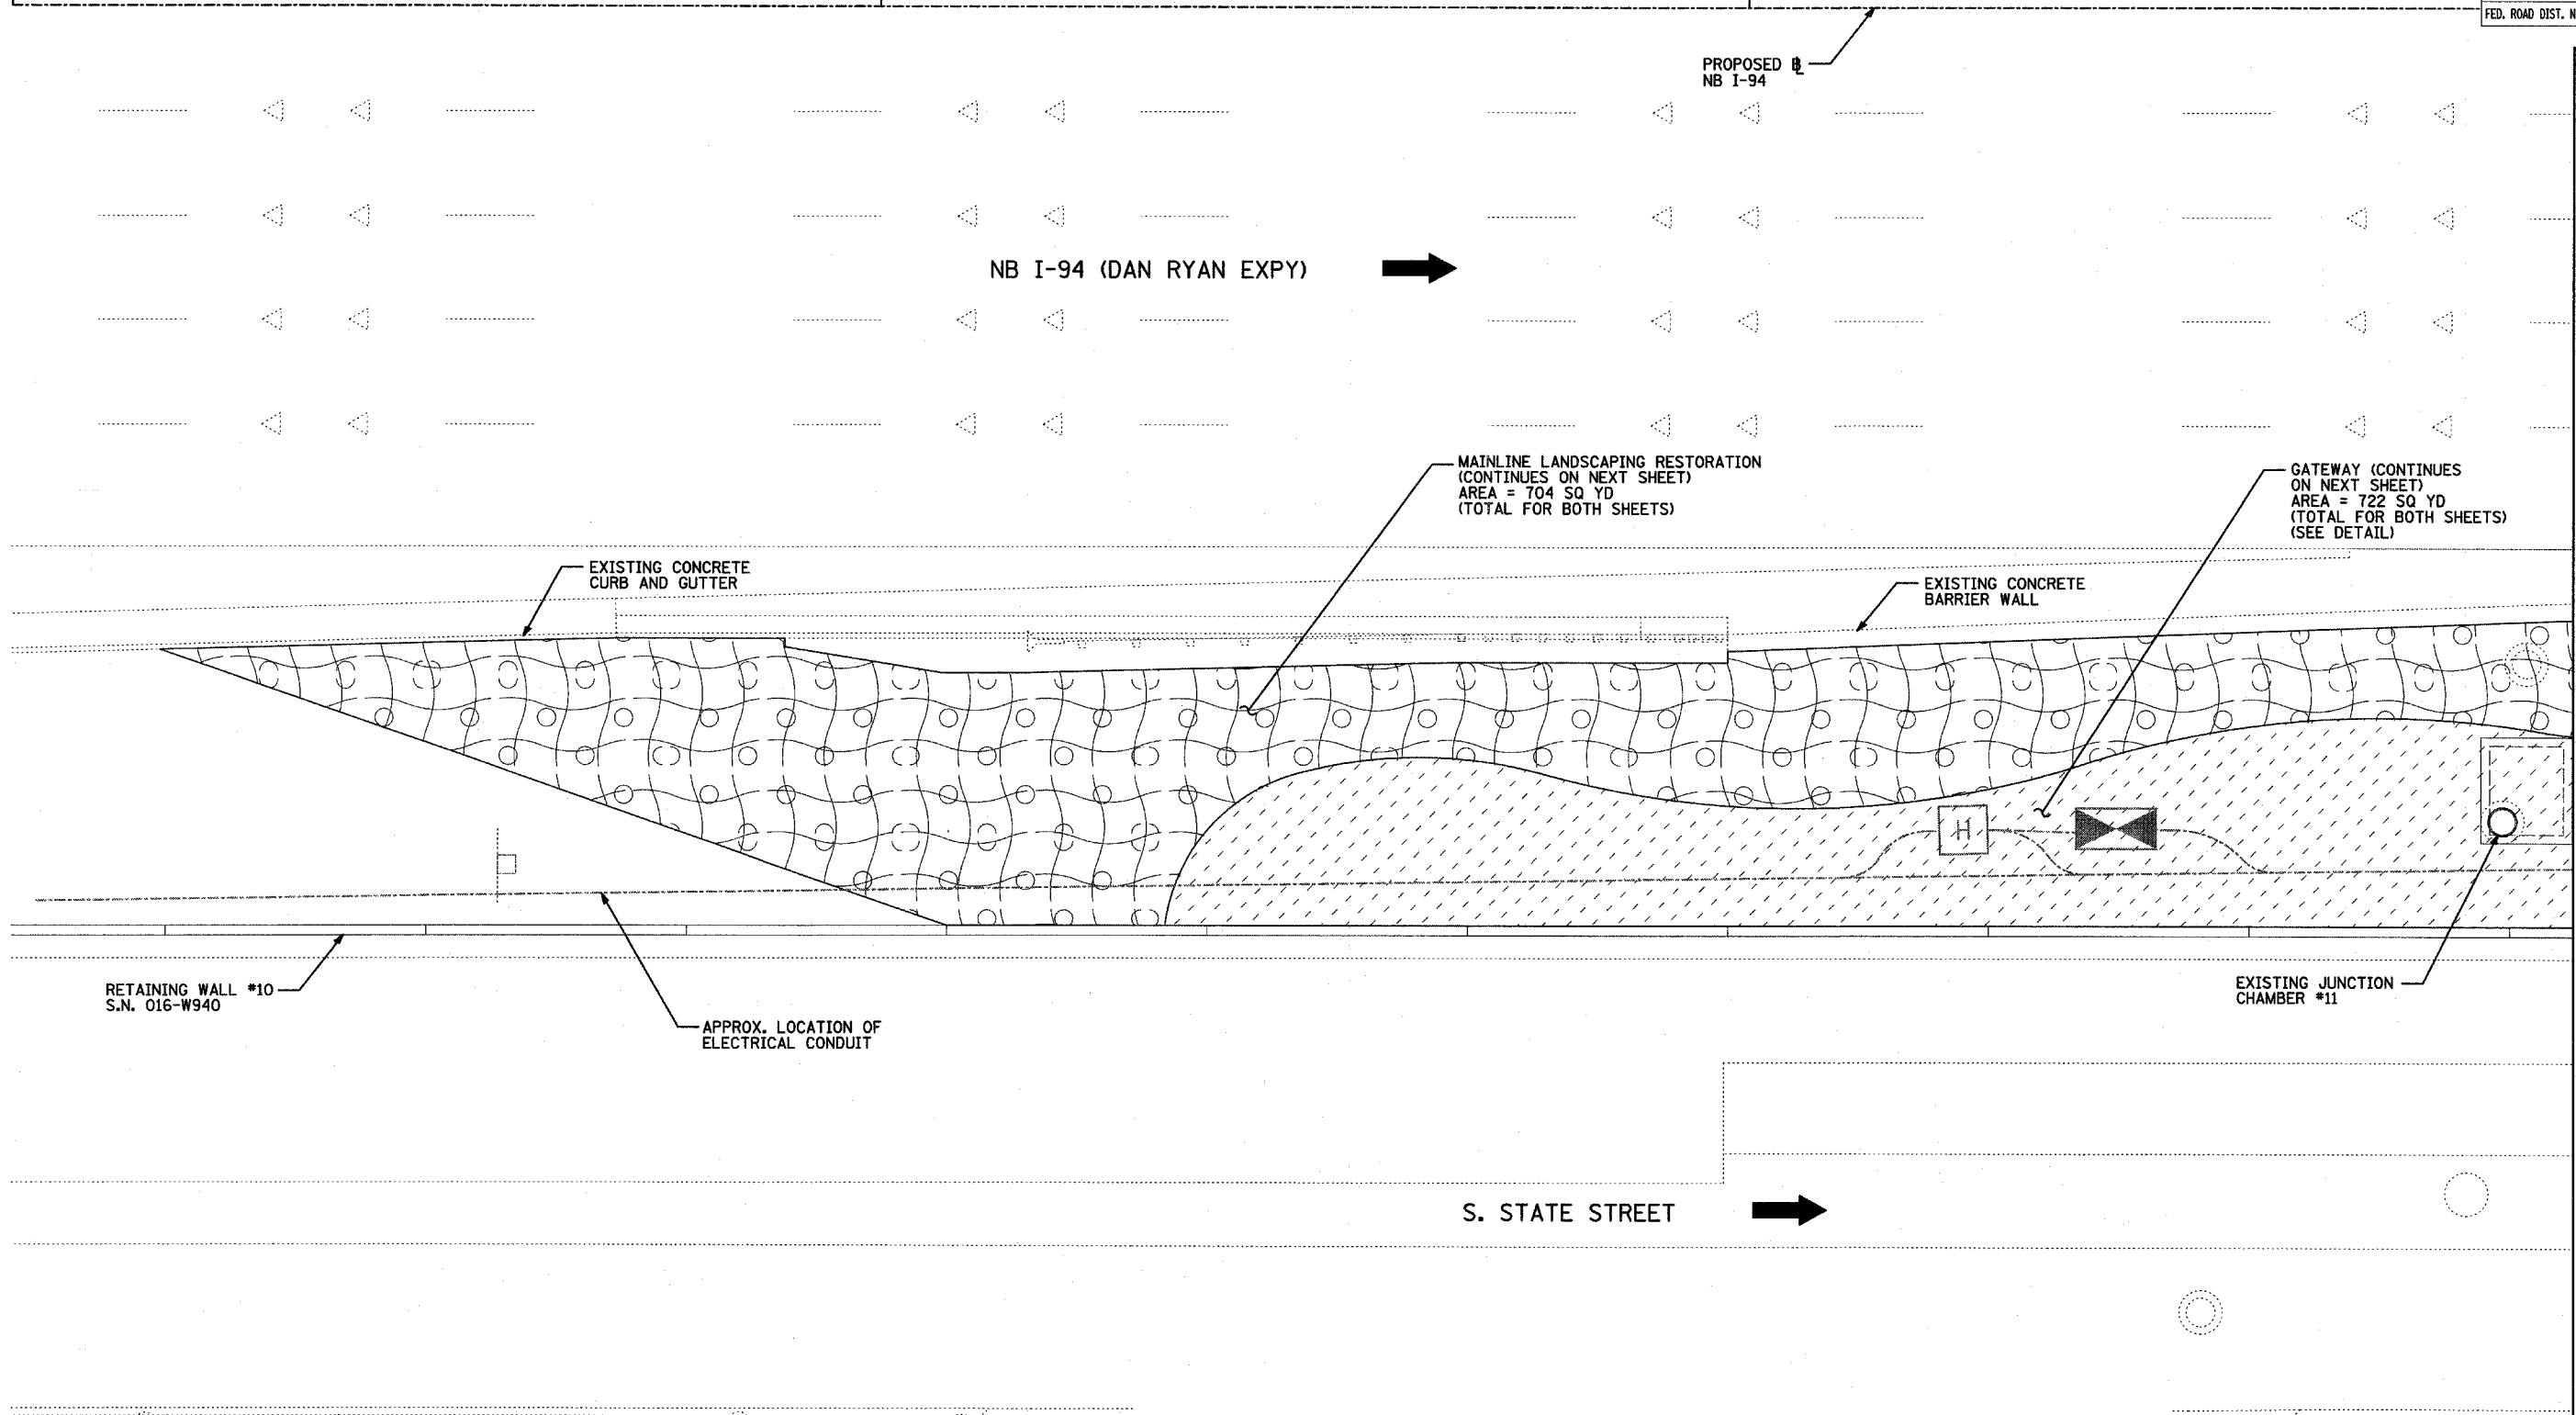 FED. ROAD DIST. N
PROPOSED ℄
NB I-94
NB I-94 (DAN RYAN EXPY)
MAINLINE LANDSCAPING RESTORATION
(CONTINUES ON NEXT SHEET)
AREA = 704 SQ YD
(TOTAL FOR BOTH SHEETS)
GATEWAY (CONTINUES
ON NEXT SHEET)
AREA = 722 SQ YD
(TOTAL FOR BOTH SHEETS)
(SEE DETAIL)
EXISTING CONCRETE
CURB AND GUTTER
EXISTING CONCRETE
BARRIER WALL
H
RETAINING WALL #10
S.N. 016-W940
EXISTING JUNCTION
CHAMBER #11
APPROX. LOCATION OF
ELECTRICAL CONDUIT
S. STATE STREET